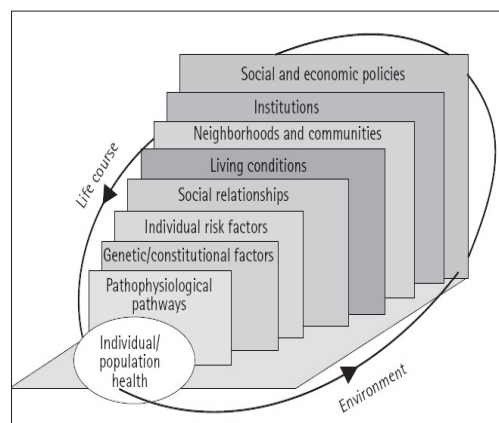 Social and economic policies
Institutions
Neighborhoods and communities
Living conditions
Social relationships
Individual risk factors
Genetic/constitutional factors
Pathophysiological
pathways
Individual/
population
health
Life course
Environment